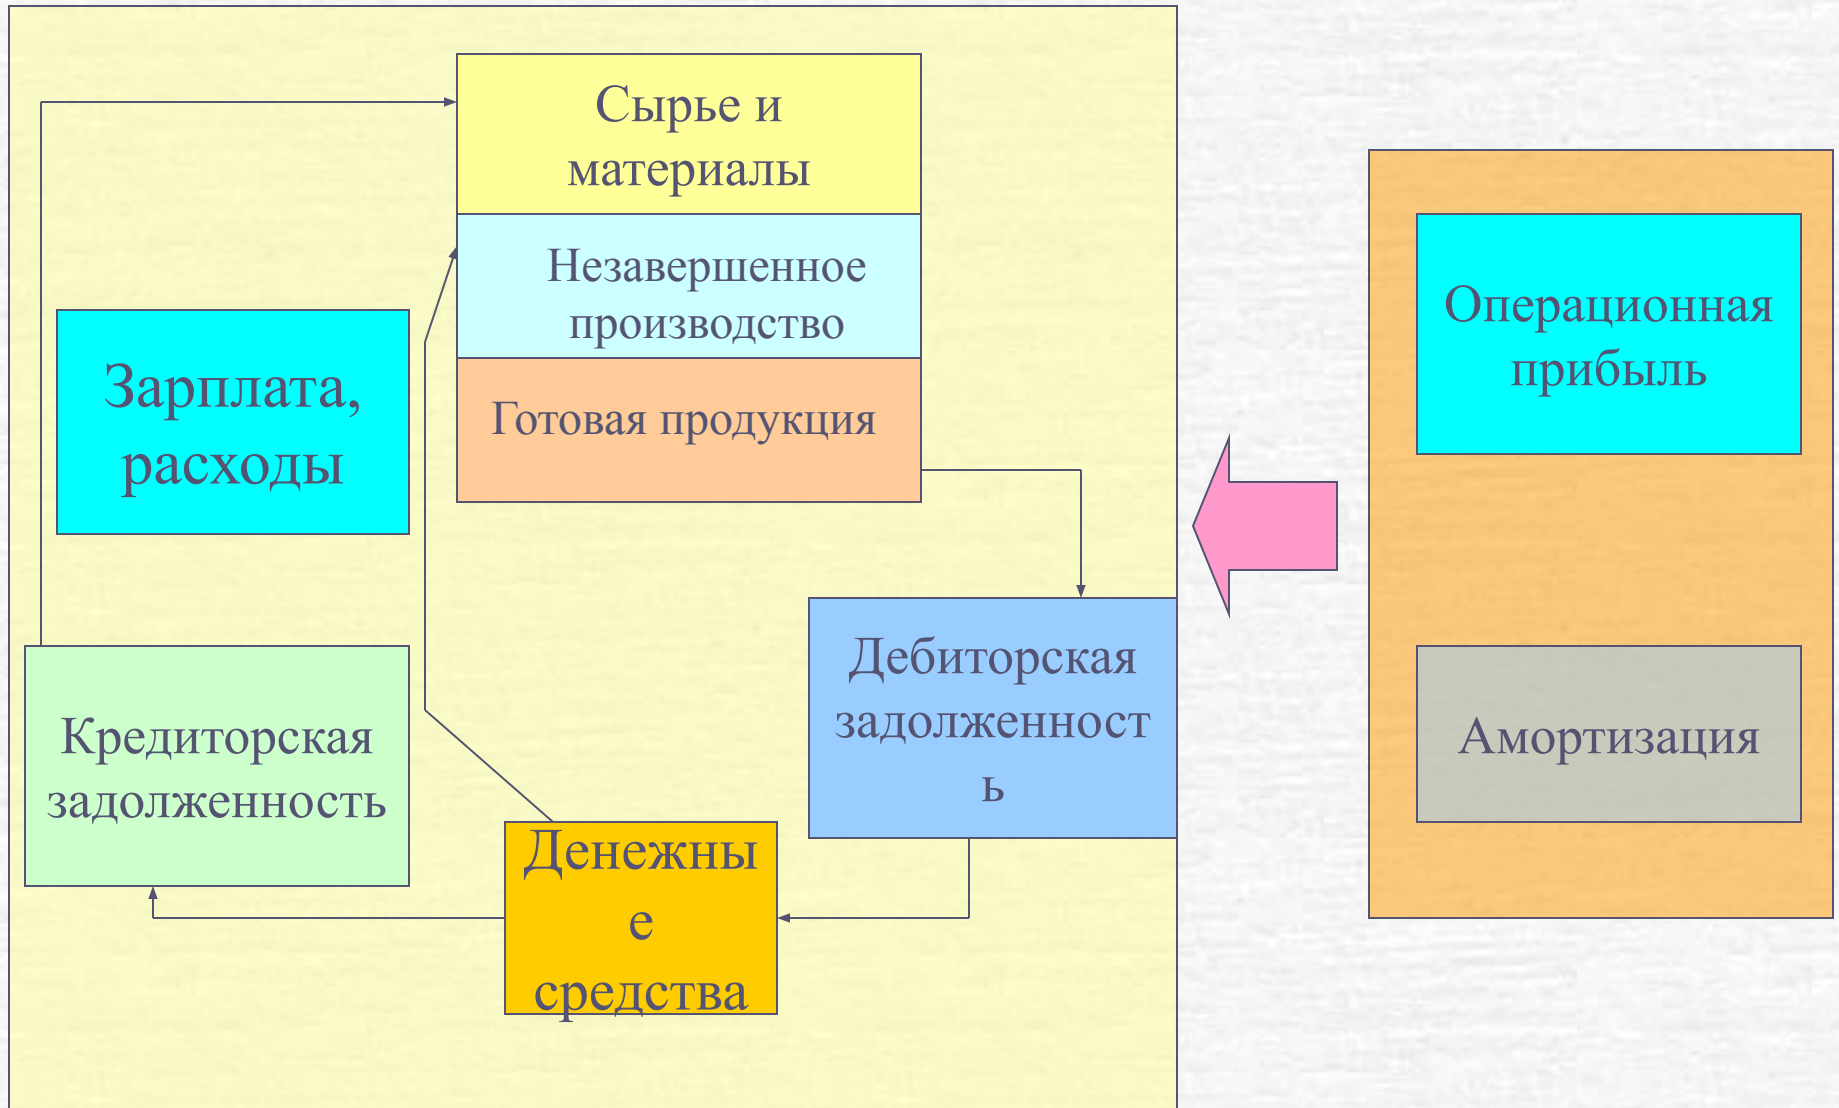 Сырье и
материалы
Незавершенное
производство
Готовая продукция
Зарплата,
расходы
Кредиторская
задолженность
Денежны
е
средства
Дебиторская
задолженност
ь
Операционная
прибыль
Амортизация